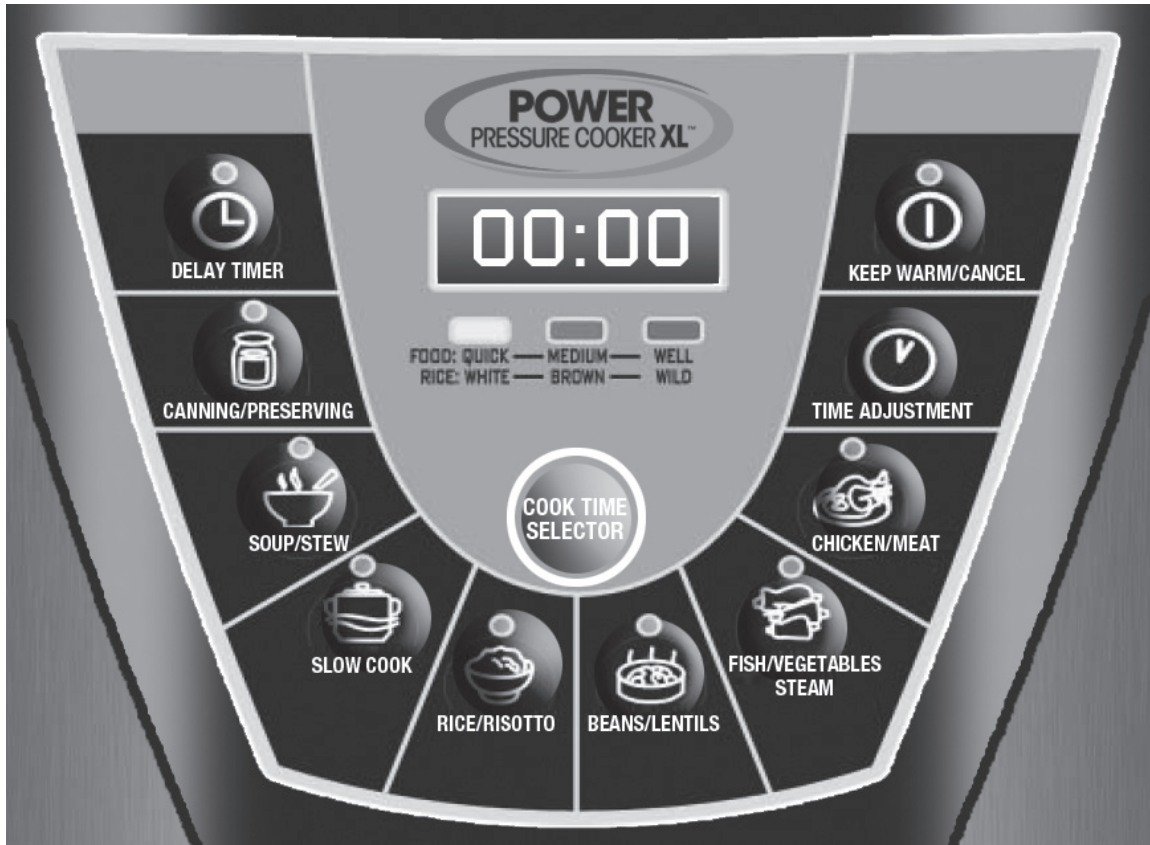 POWER
PRESSURE COOKER XL™
00:00
FOOD: QUICK — MEDIUM — WELL
RICE: WHITE — BROWN — WILD
COOK TIME
SELECTOR
DELAY TIMER
CANNING/PRESERVING
SOUP/STEW
SLOW COOK
RICE/RISOTTO
BEANS/LENTILS
FISH/VEGETABLES
STEAM
CHICKEN/MEAT
TIME ADJUSTMENT
KEEP WARM/CANCEL